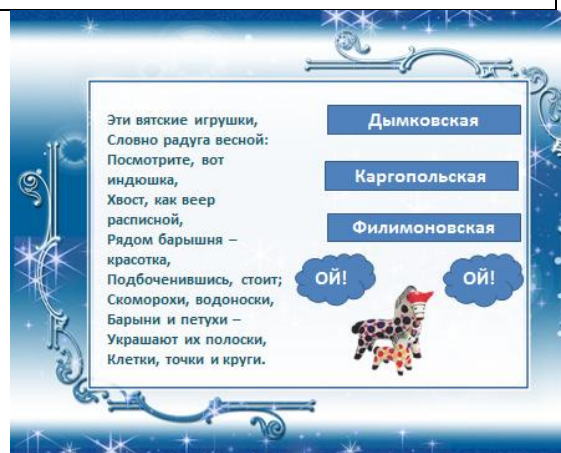 Эти вятские игрушки,
Словно радуга весной:
Посмотрите, вот
индюшка,
Хвост, как веер
расписной,
Рядом барышня –
красотка,
Подбоченившись, стоит;
Скоморохи, водоноски,
Барыни и петухи –
Украшают их полоски,
Клетки, точки и круги.
Дымковская
Каргопольская
Филимоновская
ОЙ!
ОЙ!